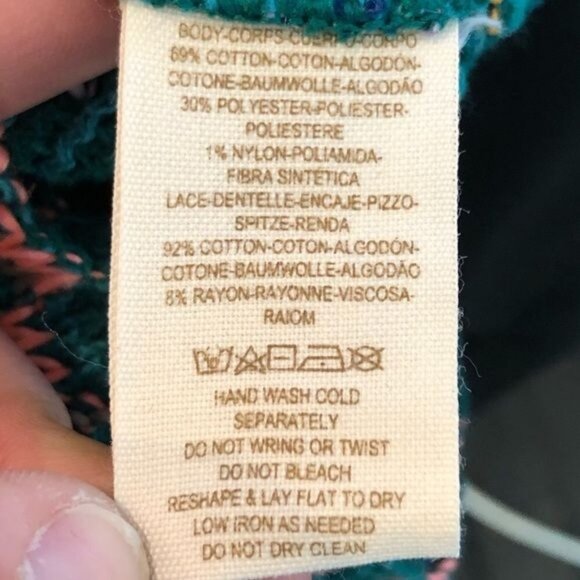 BODY-CORPS-CUERPO-CORPO
69% COTTON-COTON-ALGODÓN-
COTONE-BAUMWOLLE-ALGODÃO
30% POLYESTER-POLIESTER-
POLIESTERE
1% NYLON-POLIAMIDA-
FIBRA SINTÉTICA
LACE-DENTELLE-ENCAJE-PIZZO-
SPITZE-RENDA
92% COTTON-COTON-ALGODÓN-
COTONE-BAUMWOLLE-ALGODÃO
8% RAYON-RAYONNE-VISCOSA-
RAIOM
HAND WASH COLD
SEPARATELY
DO NOT WRING OR TWIST
DO NOT BLEACH
RESHAPE & LAY FLAT TO DRY
LOW IRON AS NEEDED
DO NOT DRY CLEAN